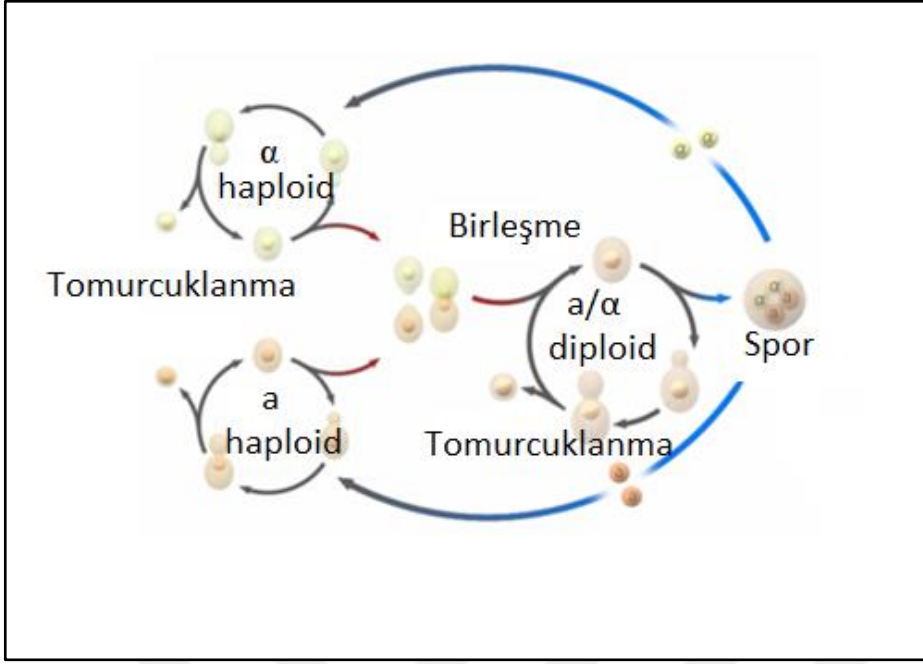 α
haploid
Tomurcuklanma
Birleşme
a/α
diploid
Tomurcuklanma
a
haploid
α
α
α
α
a
a
Spor
a
a